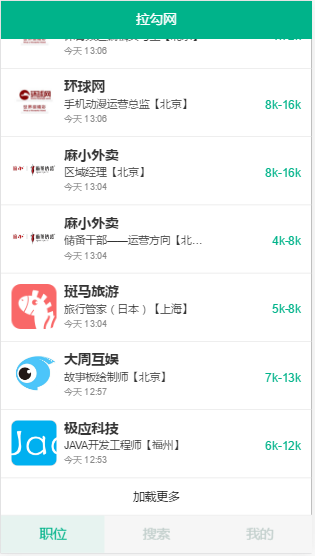 拉勾网
今天 13:06
环球网
手机动漫运营总监【北京】
8k-16k
今天 13:06
麻小外卖
区域经理【北京】
8k-16k
今天 13:04
麻小外卖
储备干部——运营方向【北...
4k-8k
今天 13:04
斑马旅游
旅行管家（日本）【上海】
5k-8k
今天 13:04
大周互娱
故事板绘制师【北京】
7k-13k
今天 12:57
Jac
极应科技
JAVA开发工程师【福州】
6k-12k
今天 12:53
加载更多
职位
搜索
我的